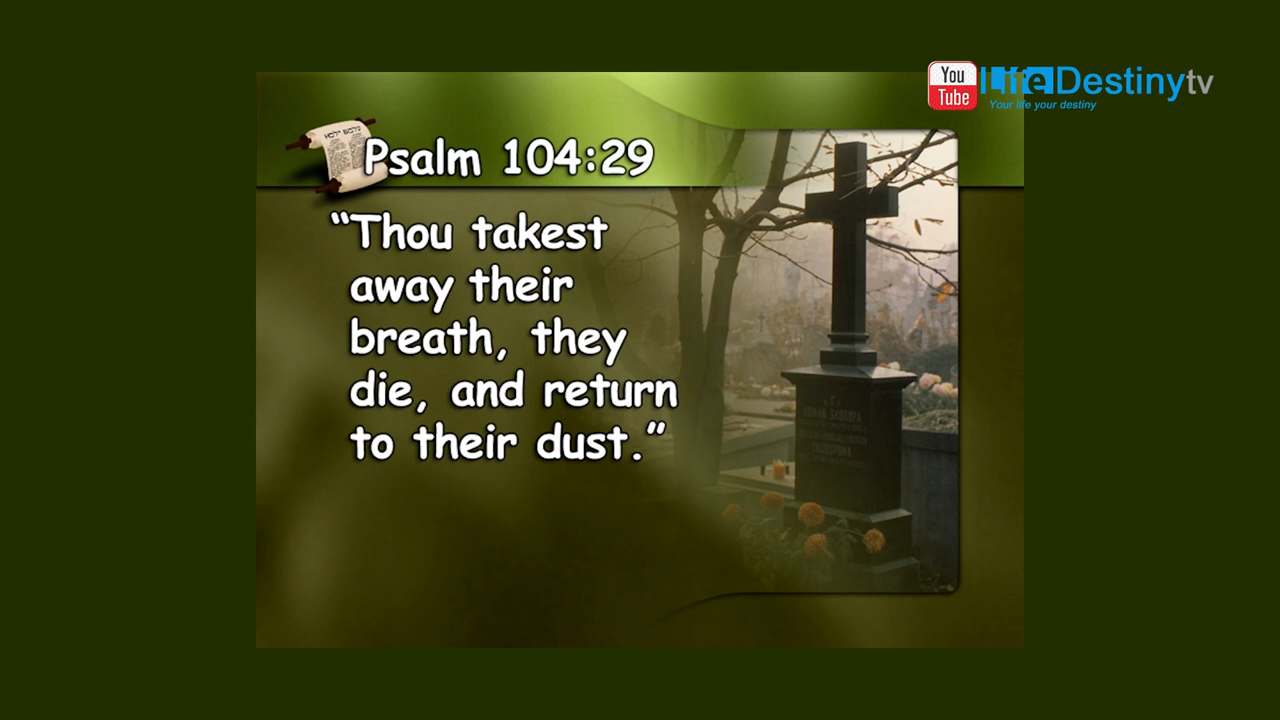 You
Tube
LifeDestinytv
Your life your destiny
Psalm 104:29
“Thou takest
away their
breath, they
die, and return
to their dust.”